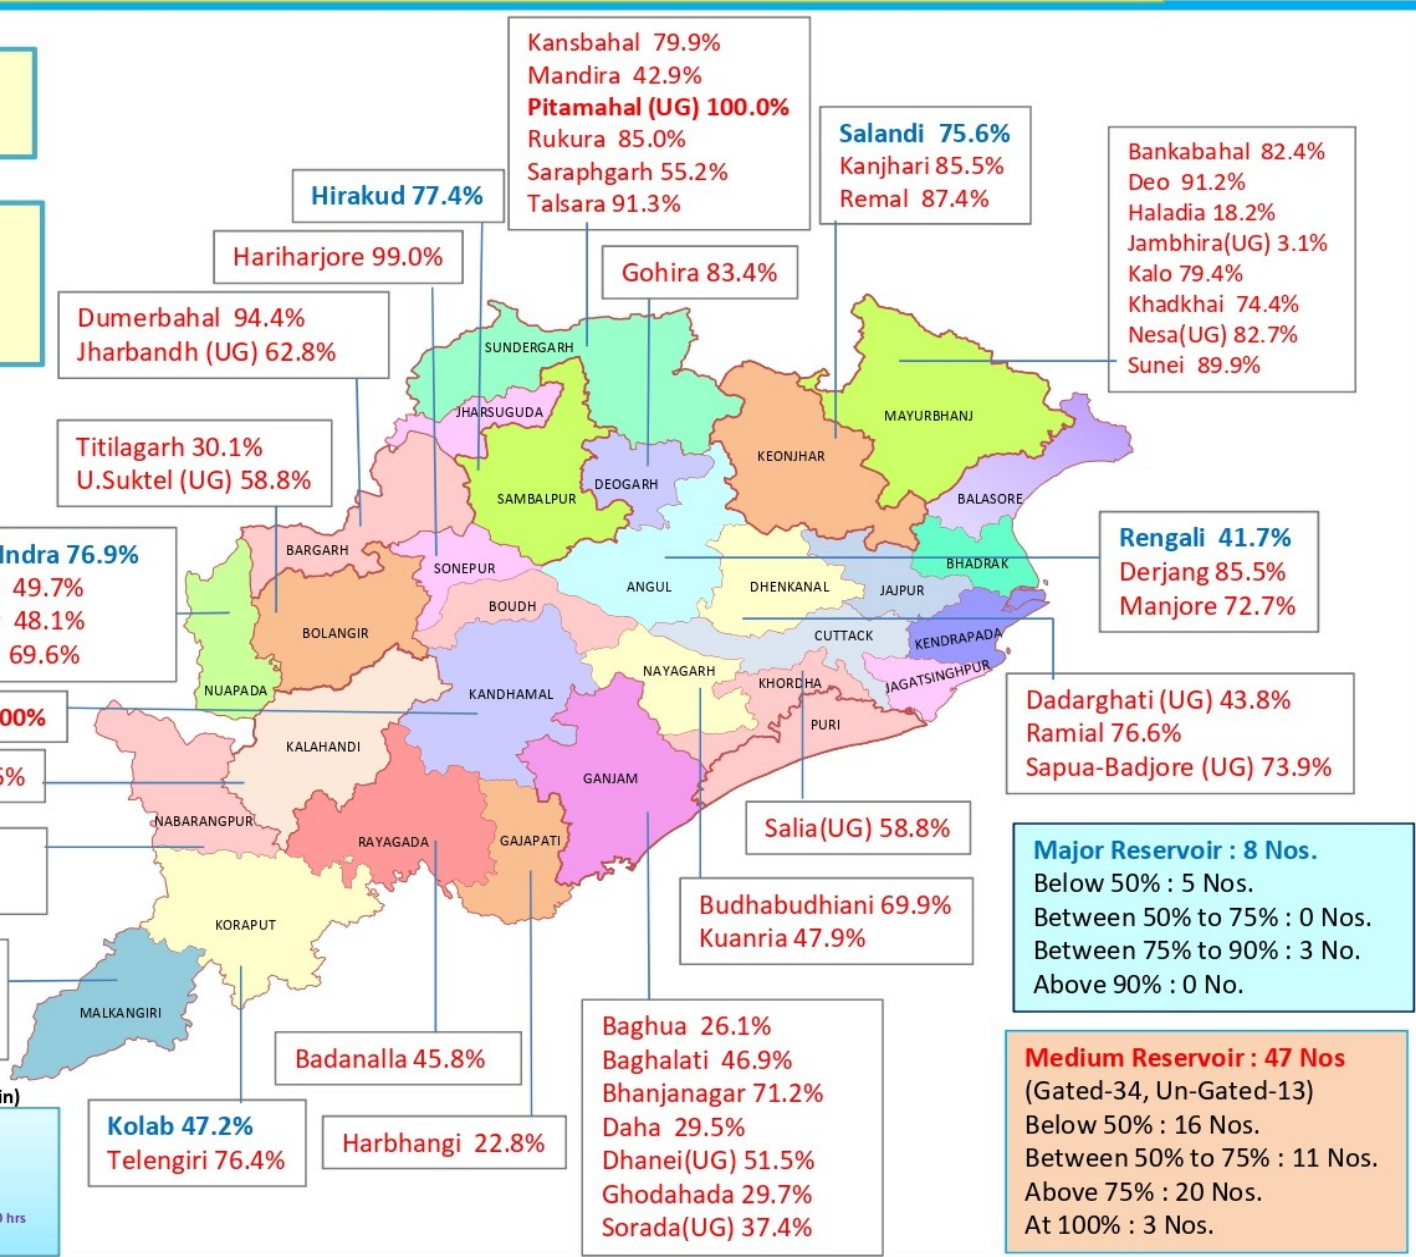 Kansbahal 79.9%
Mandira 42.9%
Pitamahal (UG) 100.0%
Rukura 85.0%
Saraphgarh 55.2%
Talsara 91.3%
Salandi 75.6%
Kanjhari 85.5%
Remal 87.4%
Bankabahal 82.4%
Deo 91.2%
Haladia 18.2%
Jambhira(UG) 3.1%
Kalo 79.4%
Khadkhai 74.4%
Nesa(UG) 82.7%
Sunei 89.9%
Hirakud 77.4%
Hariharjore 99.0%
Gohira 83.4%
Dumerbahal 94.4%
Jharbandh (UG) 62.8%
Titilagarh 30.1%
U.Suktel (UG) 58.8%
Indra 76.9%
49.7%
48.1%
69.6%
00%
5%
SUNDERGARH
JHARSUGUDA
SAMBALPUR
DEOGARH
KEONJHAR
MAYURBHANJ
BALASORE
BHADRAK
BARGARH
SONEPUR
ANGUL
DHENKANAL
JAJPUR
BOUDH
BOLANGIR
CUTTACK
KENDRAPADA
JAGATSINGHPUR
NUAPADA
KANDHAMAL
NAYAGARH
KHORDHA
PURI
KALAHANDI
GANJAM
NABARANGPUR
RAYAGADA
GAJAPATI
KORAPUT
MALKANGIRI
Rengali 41.7%
Derjang 85.5%
Manjore 72.7%
Dadarghati (UG) 43.8%
Ramial 76.6%
Sapua-Badjore (UG) 73.9%
Salia(UG) 58.8%
Budhabudhiani 69.9%
Kuanria 47.9%
Major Reservoir : 8 Nos.
Below 50% : 5 Nos.
Between 50% to 75% : 0 Nos.
Between 75% to 90% : 3 No.
Above 90% : 0 No.
Baghua 26.1%
Baghalati 46.9%
Bhanjanagar 71.2%
Daha 29.5%
Dhanei(UG) 51.5%
Ghodahada 29.7%
Sorada(UG) 37.4%
Medium Reservoir : 47 Nos
(Gated-34, Un-Gated-13)
Below 50% : 16 Nos.
Between 50% to 75% : 11 Nos.
Above 75% : 20 Nos.
At 100% : 3 Nos.
Badanalla 45.8%
Harbhangi 22.8%
in)
Kolab 47.2%
Telengiri 76.4%
hrs